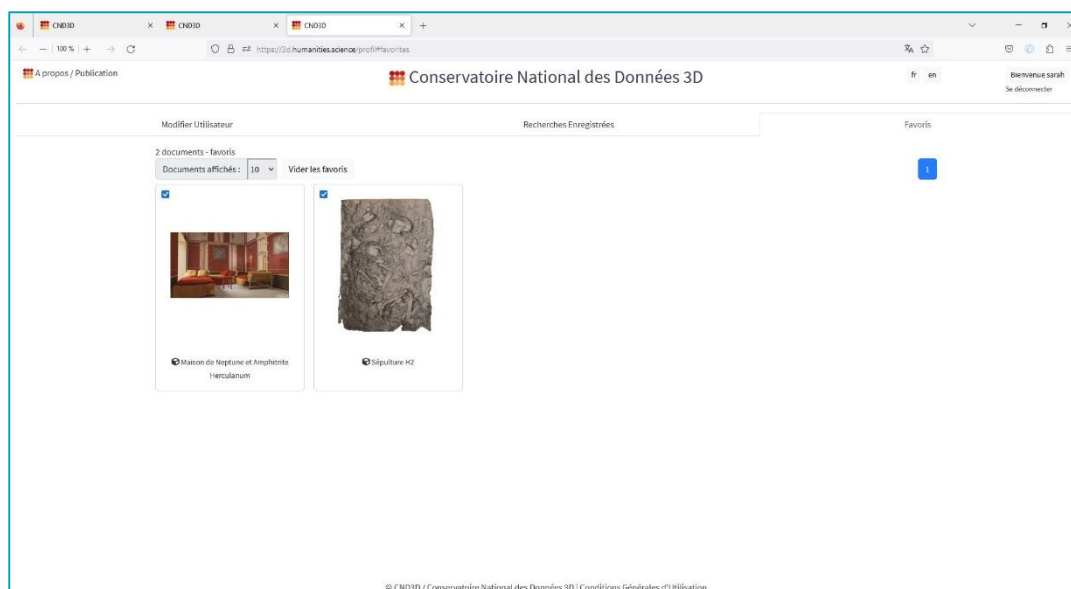 CND3D × CND3D × CND3D × +
100 % https://3d.humanities.science/profil#favorites
A propos / Publication Conservatoire National des Données 3D fr en Bienvenue sarah
Se déconnecter
Modifier Utilisateur Recherches Enregistrées Favoris
2 documents - favoris
Documents affichés : 10 Vider les favoris 1
Maison de Neptune et Amphitrite
Herculanum
Sépulture H2
© CND3D / Conservatoire National des Données 3D | Conditions Générales d'Utilisation